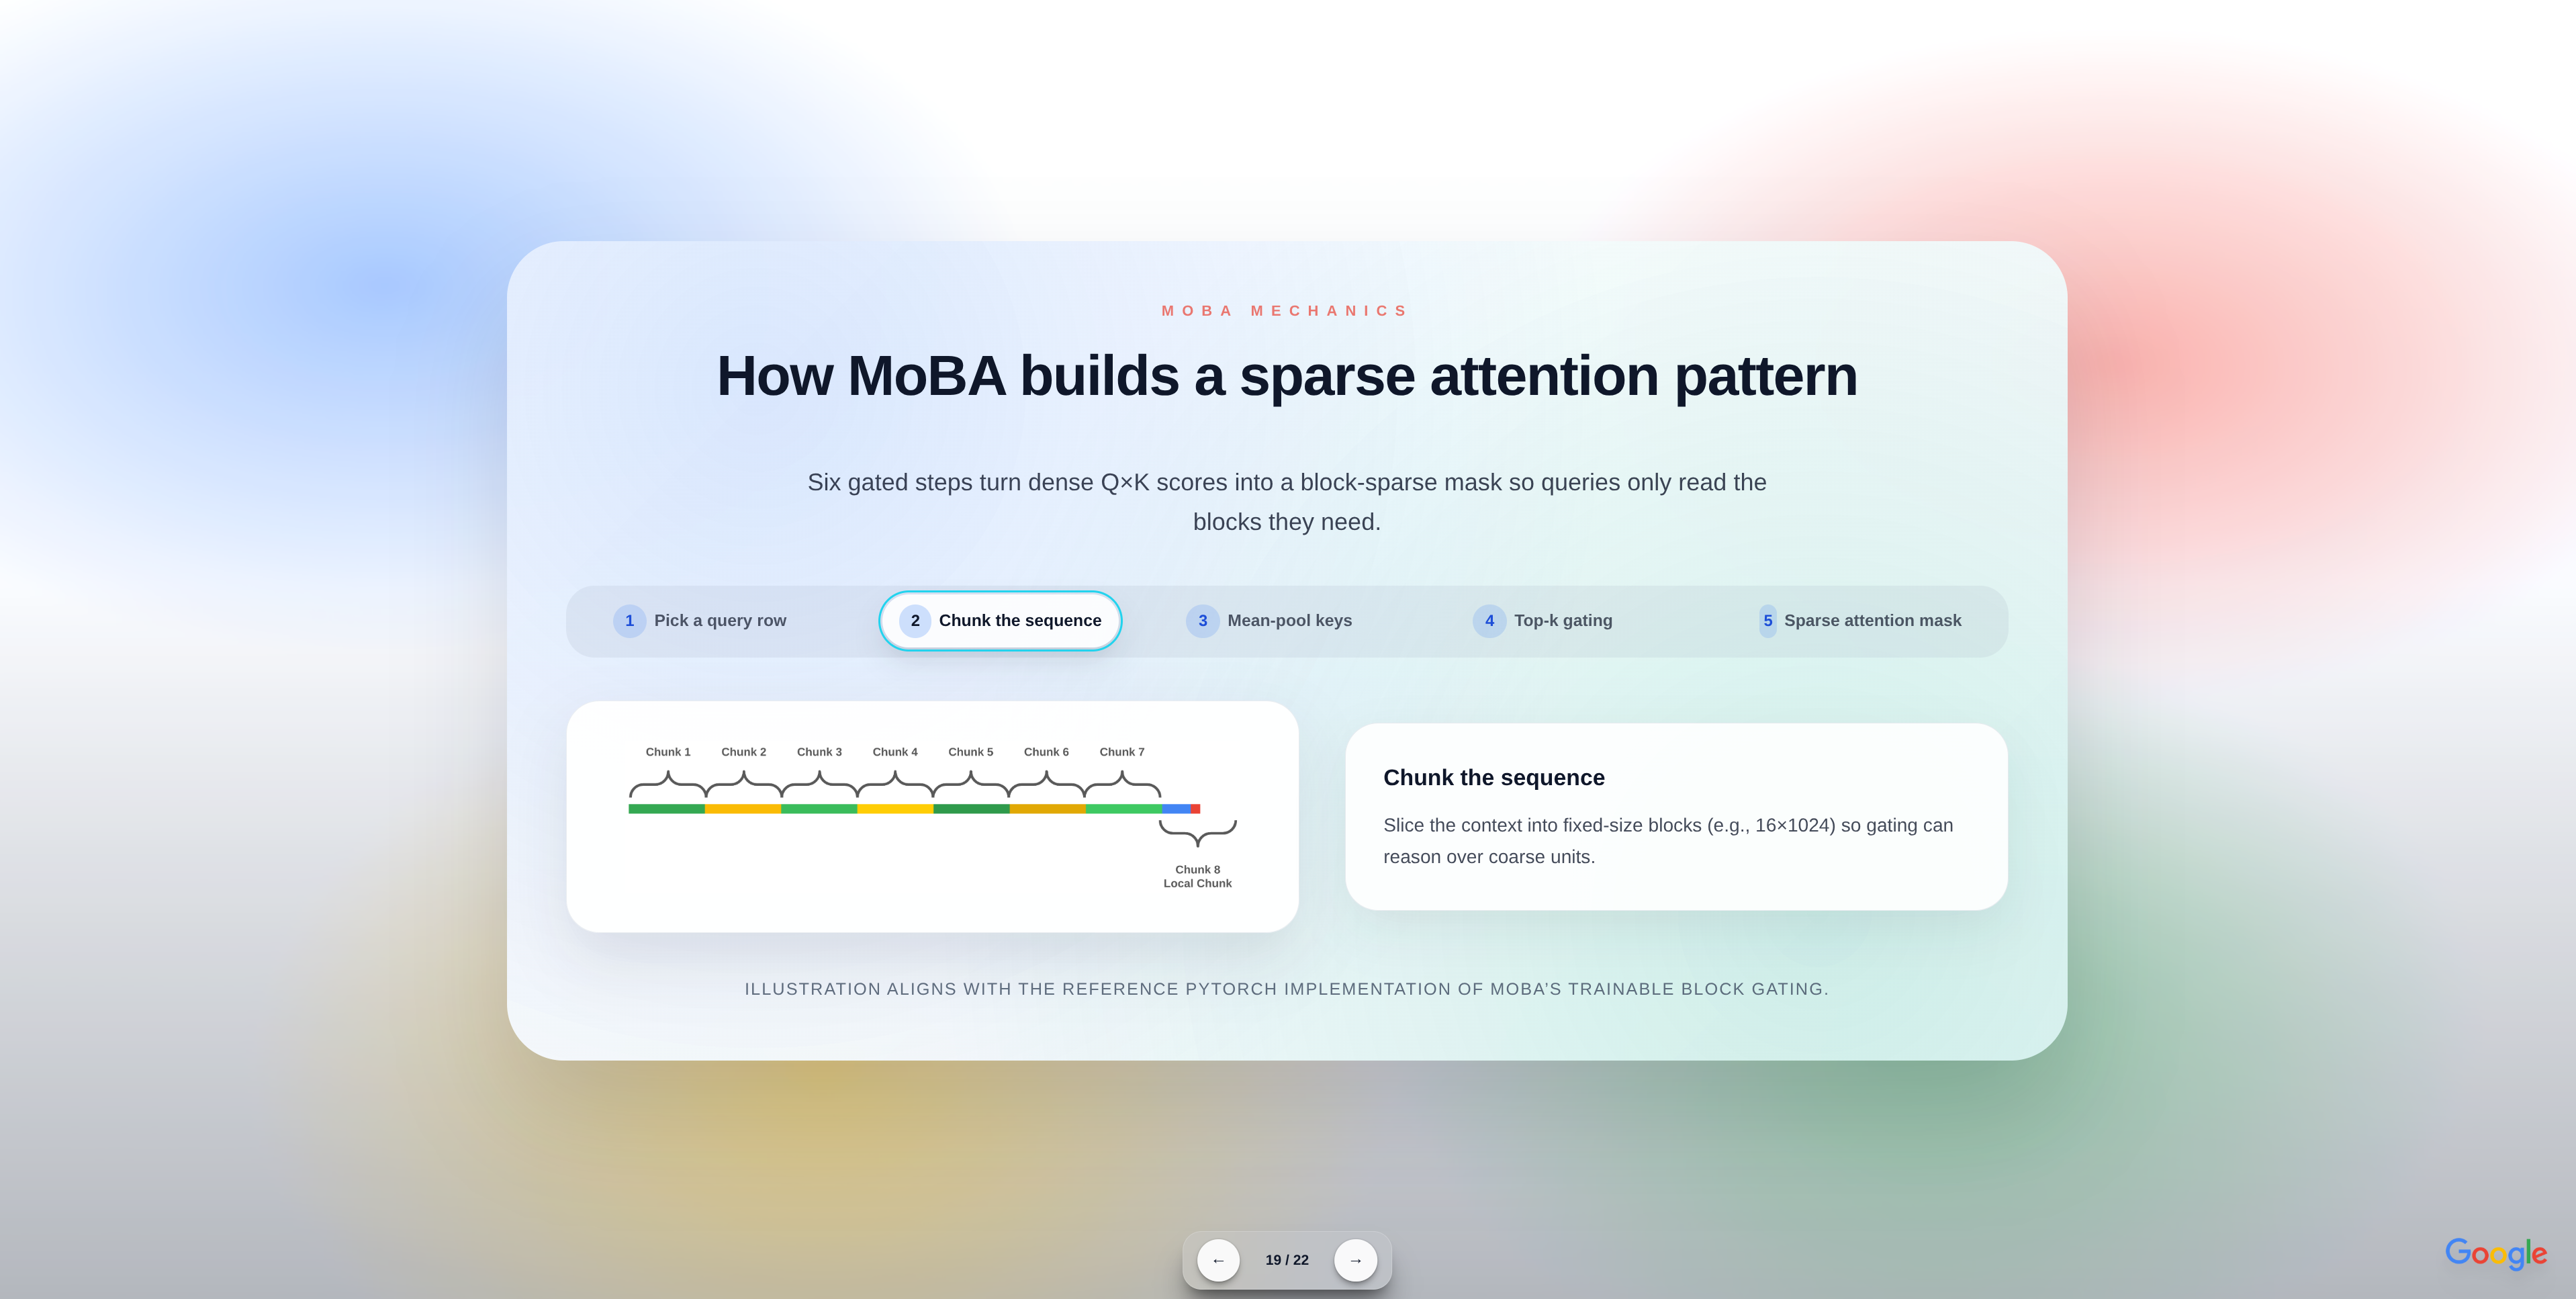 MOBA MECHANICS
How MoBA builds a sparse attention pattern
Six gated steps turn dense Q×K scores into a block-sparse mask so queries only read the
blocks they need.
1 Pick a query row
2 Chunk the sequence
3 Mean-pool keys
4 Top-k gating
5 Sparse attention mask
Chunk 1 Chunk 2 Chunk 3 Chunk 4 Chunk 5 Chunk 6 Chunk 7
Chunk 8
Local Chunk
Chunk the sequence
Slice the context into fixed-size blocks (e.g., 16×1024) so gating can
reason over coarse units.
ILLUSTRATION ALIGNS WITH THE REFERENCE PYTORCH IMPLEMENTATION OF MOBA'S TRAINABLE BLOCK GATING.
← 19 / 22 →
Google